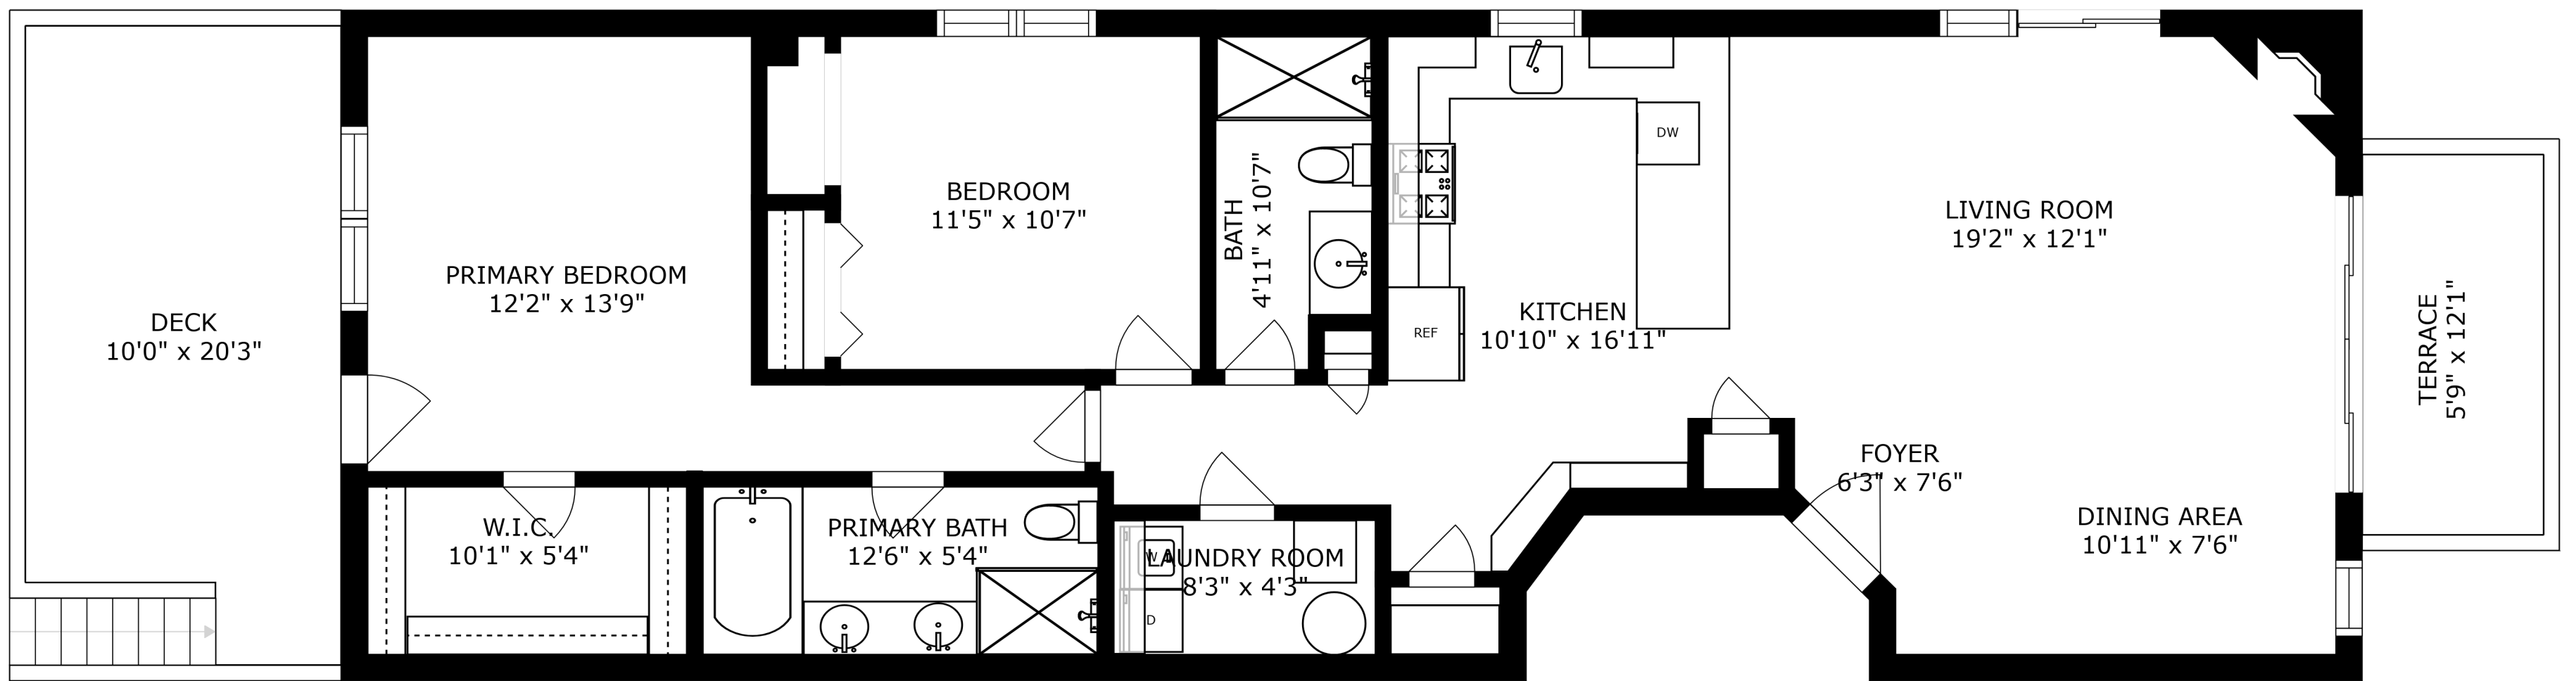 DECK
10'0" x 20'3"
PRIMARY BEDROOM
12'2" x 13'9"
BEDROOM
11'5" x 10'7"
BATH
4'11" x 10'7"
DW
REF
KITCHEN
10'10" x 16'11"
LIVING ROOM
19'2" x 12'1"
TERRACE
5'9" x 12'1"
FOYER
6'3" x 7'6"
DINING AREA
10'11" x 7'6"
W.I.C.
10'1" x 5'4"
PRIMARY BATH
12'6" x 5'4"
W
LAUNDRY ROOM
8'3" x 4'3"
D